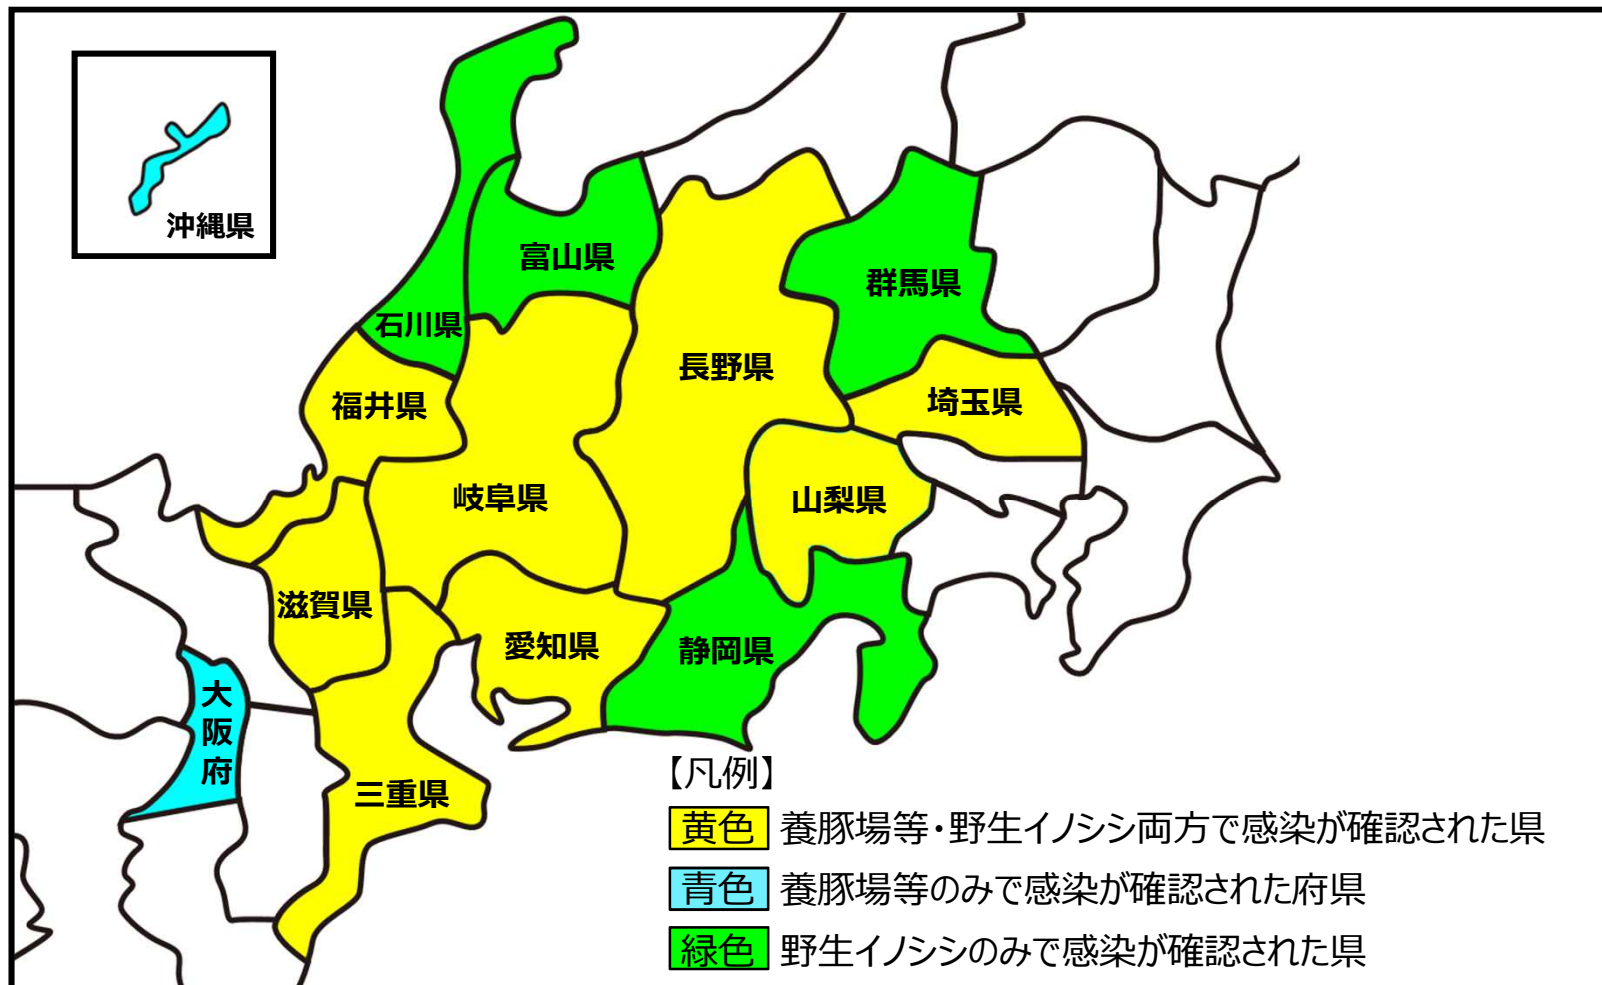 沖縄県
富山県
群馬県
石川県
長野県
福井県
埼玉県
岐阜県
山梨県
滋賀県
愛知県
静岡県
大阪府
三重県
【凡例】
黄色 養豚場等・野生イノシシ両方で感染が確認された県
青色 養豚場等のみで感染が確認された府県
緑色 野生イノシシのみで感染が確認された県